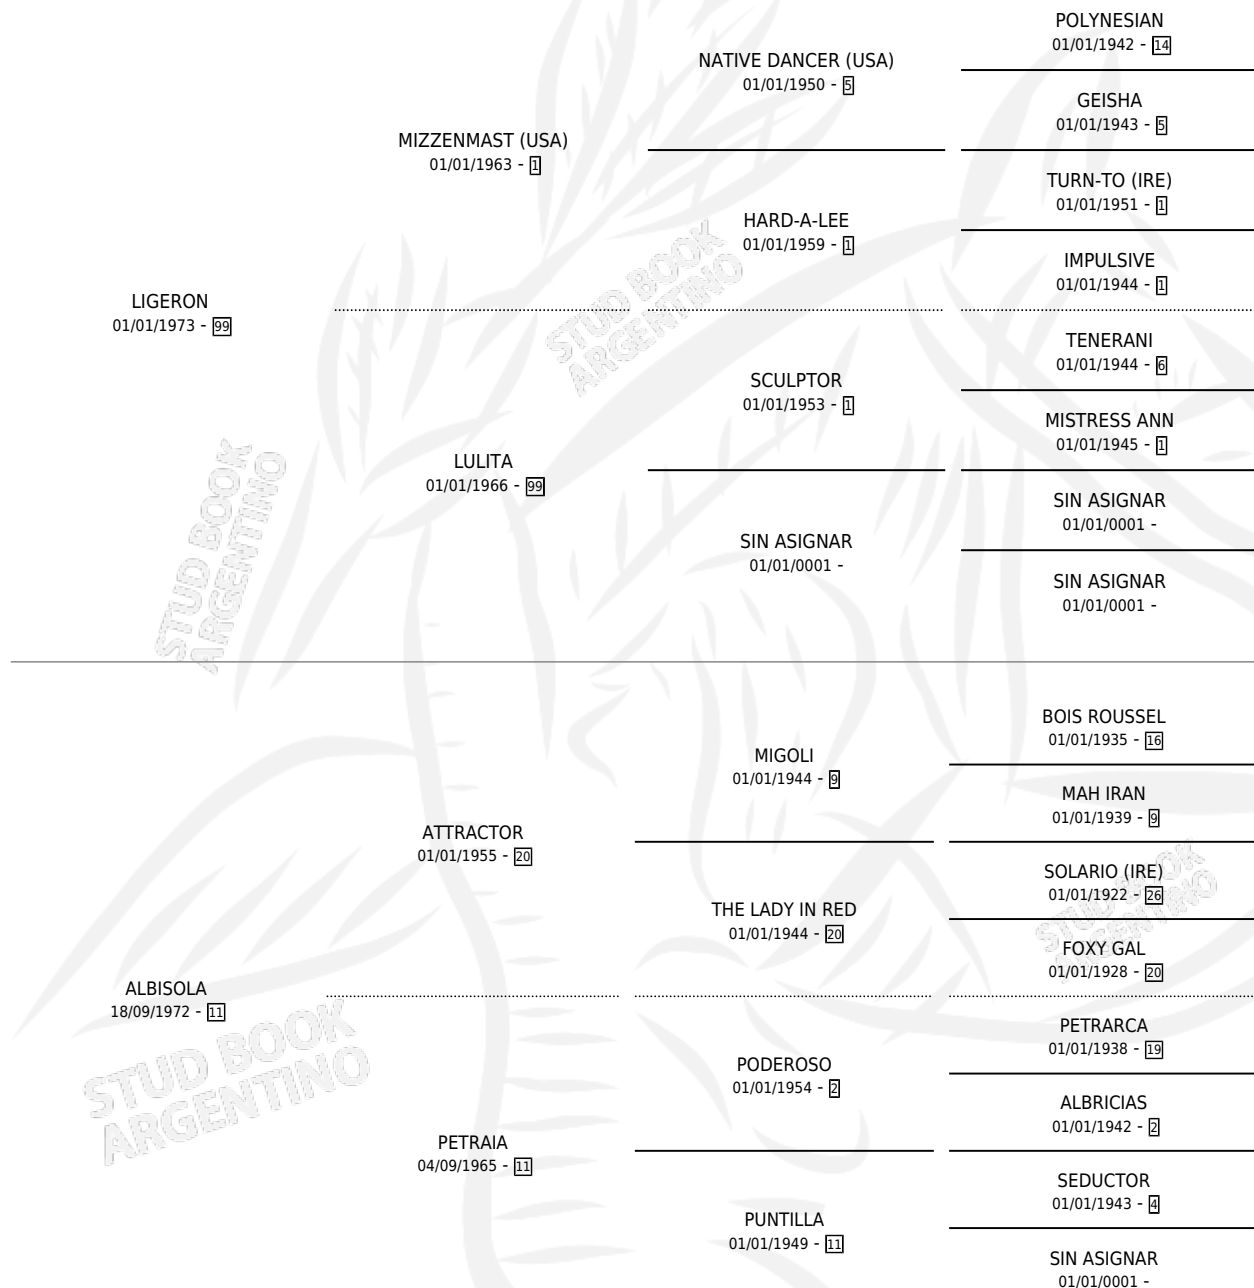 POLYNESIAN
01/01/1942 - 14
NATIVE DANCER (USA)
01/01/1950 - 5
GEISHA
01/01/1943 - 5
MIZZENMAST (USA)
01/01/1963 - 1
TURN-TO (IRE)
01/01/1951 - 1
HARD-A-LEE
01/01/1959 - 1
IMPULSIVE
01/01/1944 - 1
LIGERON
01/01/1973 - 99
TENERANI
01/01/1944 - 6
SCULPTOR
01/01/1953 - 1
MISTRESS ANN
01/01/1945 - 1
LULITA
01/01/1966 - 99
SIN ASIGNAR
01/01/0001 -
SIN ASIGNAR
01/01/0001 -
SIN ASIGNAR
01/01/0001 -
BOIS ROUSSEL
01/01/1935 - 16
MIGOLI
01/01/1944 - 9
MAH IRAN
01/01/1939 - 9
ATTRACTOR
01/01/1955 - 20
SOLARIO (IRE)
01/01/1922 - 26
THE LADY IN RED
01/01/1944 - 20
FOXY GAL
01/01/1928 - 20
ALBISOLA
18/09/1972 - 11
PETRARCA
01/01/1938 - 19
PODEROSO
01/01/1954 - 2
ALBRICIAS
01/01/1942 - 2
PETRAIA
04/09/1965 - 11
SEDUCTOR
01/01/1943 - 4
PUNTILLA
01/01/1949 - 11
SIN ASIGNAR
01/01/0001 -
STUD BOOK
ARGENTINO
STUD BOOK
ARGENTINO
STUD BOOK
ARGENTINO
STUD BOOK
ARGENTINO